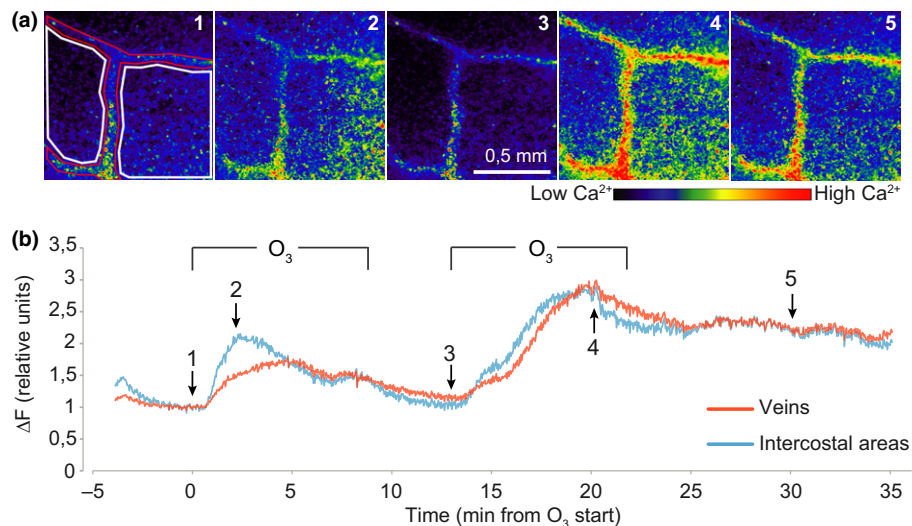 (a)
1
2
3
4
5
0,5 mm
Low Ca²⁺ High Ca²⁺
(b)
3,5
3
2,5
2
1,5
1
0,5
0
ΔF (relative units)
O₃
O₃
1
2
3
4
5
Veins
Intercostal areas
–5 0 5 10 15 20 25 30 35
Time (min from O₃ start)